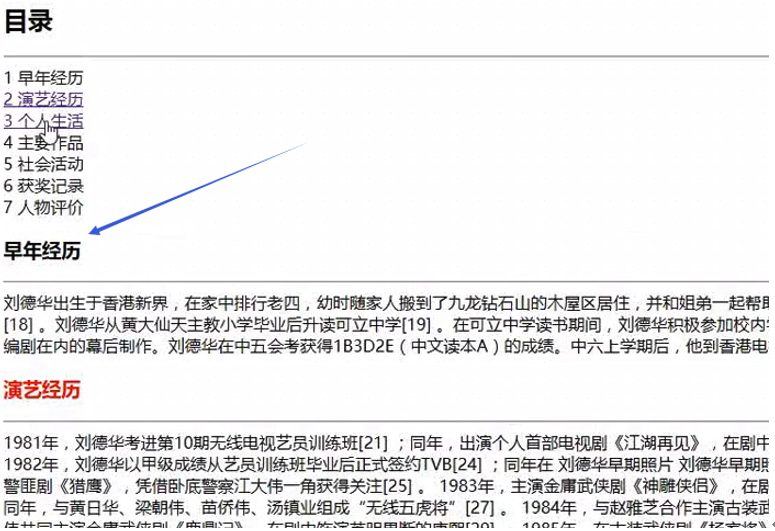 目录
1 早年经历
2 演艺经历
3 个人生活
4 主要作品
5 社会活动
6 获奖记录
7 人物评价
早年经历
刘德华出生于香港新界，在家中排行老四，幼时随家人搬到了九龙钻石山的木屋区居住，并和姐弟一起帮
[18] 。刘德华从黄大仙天主教小学毕业后升读可立中学[19] 。在可立中学读书期间，刘德华积极参加校内
编剧在内的幕后制作。刘德华在中五会考获得1B3D2E（中文读本A）的成绩。中六上学期后，他到香港电
演艺经历
1981年，刘德华考进第10期无线电视艺员训练班[21] ；同年，出演个人首部电视剧《江湖再见》，在剧中
1982年，刘德华以甲级成绩从艺员训练班毕业后正式签约TVB[24] ；同年在 刘德华早期照片 刘德华早期
警匪剧《猎鹰》，凭借卧底警察江大伟一角获得关注[25] 。 1983年，主演金庸武侠剧《神雕侠侣》，在
同年，与黄日华、梁朝伟、苗侨伟、汤镇业组成“无线五虎将”[27] 。 1984年，与赵雅芝合作主演古装武